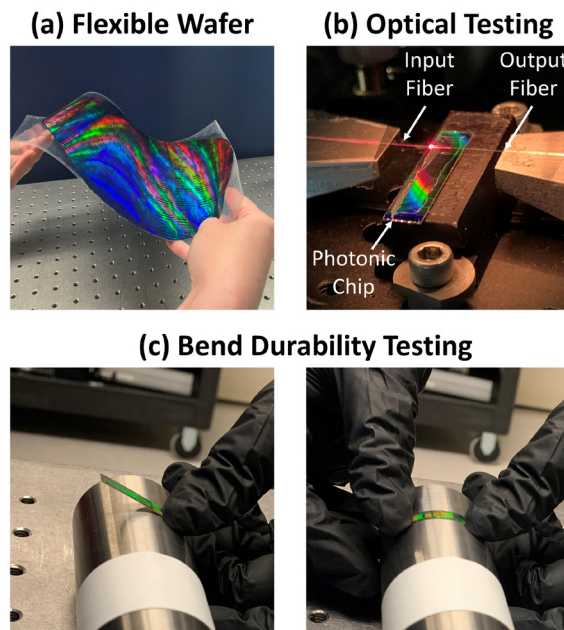 (a) Flexible Wafer
(b) Optical Testing
Input
Fiber
Output
Fiber
Photonic
Chip
(c) Bend Durability Testing